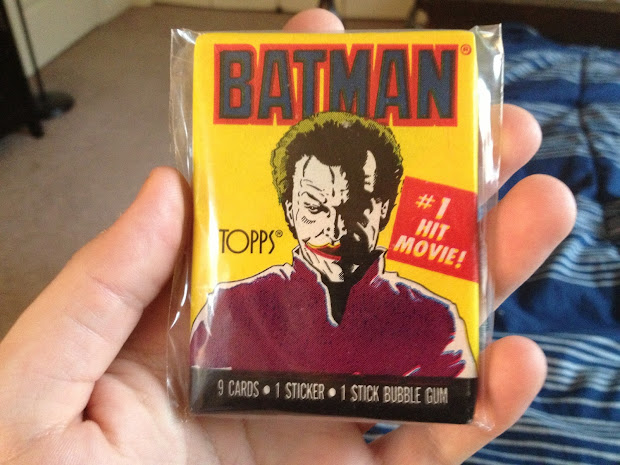 BATMAN®
#1
HIT
MOVIE!
TOPPS®
9 CARDS • 1 STICKER • 1 STICK BUBBLE GUM